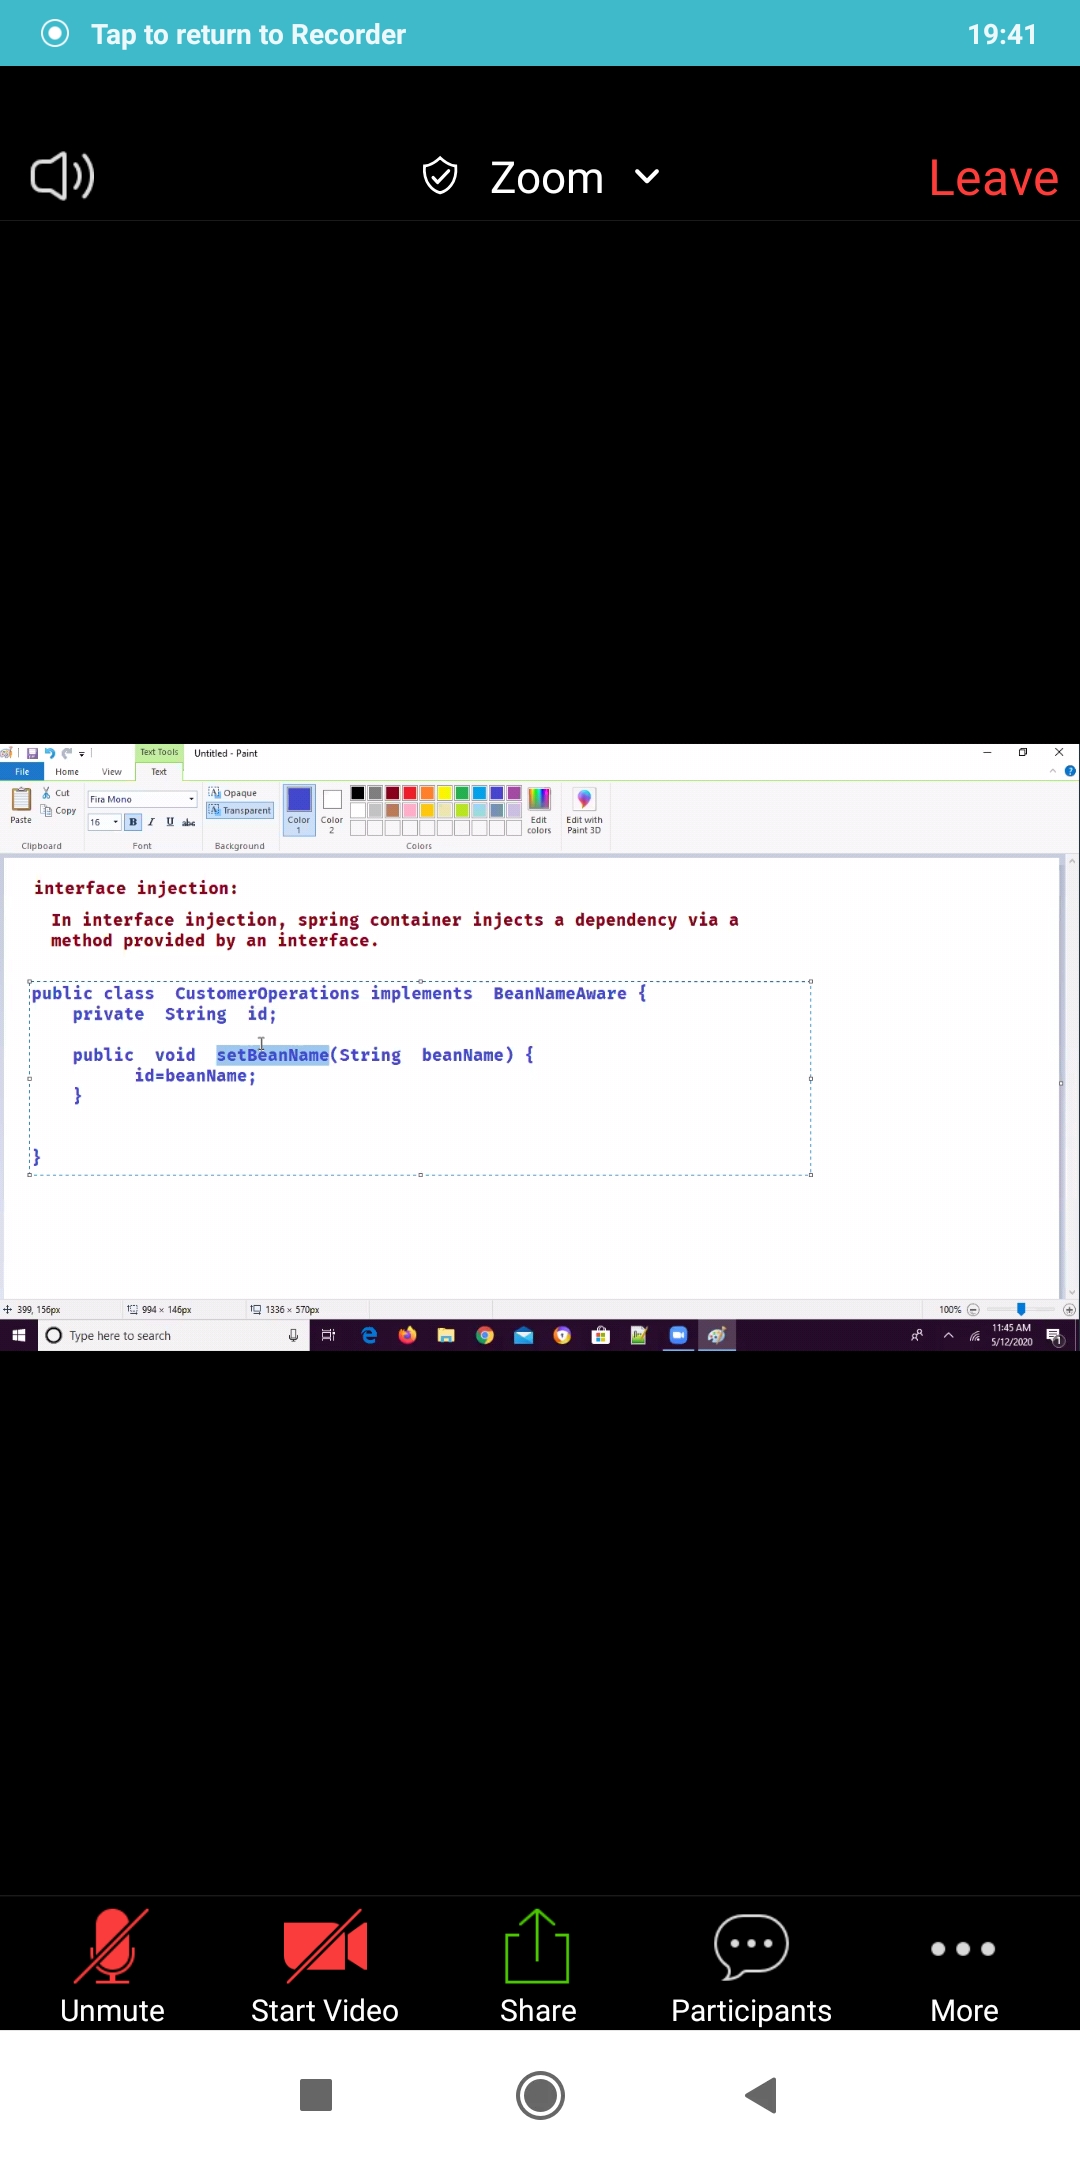 Tap to return to Recorder 19:41
Zoom Leave
Text Tools Untitled - Paint
File Home View Text
Paste Cut Copy
Clipboard
Fira Mono
16 B I U abc
Font
Opaque
Transparent
Background
Color 1 Color 2
Edit colors
Colors
Edit with Paint 3D
interface injection:
In interface injection, spring container injects a dependency via a
method provided by an interface.
public class CustomerOperations implements BeanNameAware {
private String id;
public void setBeanName(String beanName) {
id=beanName;
}
}
399, 156px 994 × 146px 1336 × 570px 100%
Type here to search 11:45 AM
5/12/2020 1
Unmute Start Video Share Participants More